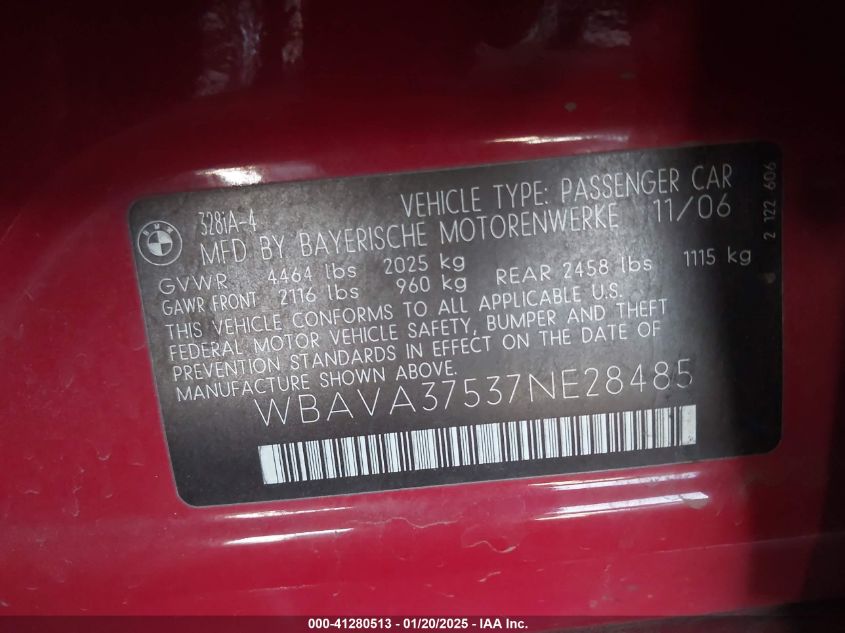 BMW
328iA-4
VEHICLE TYPE: PASSENGER CAR
MFD BY BAYERISCHE MOTORENWERKE 11/06
GVWR 4464 lbs 2025 kg
GAWR FRONT 2116 lbs 960 kg REAR 2458 lbs 1115 kg
THIS VEHICLE CONFORMS TO ALL APPLICABLE U.S.
FEDERAL MOTOR VEHICLE SAFETY, BUMPER AND THEFT
PREVENTION STANDARDS IN EFFECT ON THE DATE OF
MANUFACTURE SHOWN ABOVE.
WBAVA37537NE28485
2 122 606
000-41280513 - 01/20/2025 - IAA Inc.